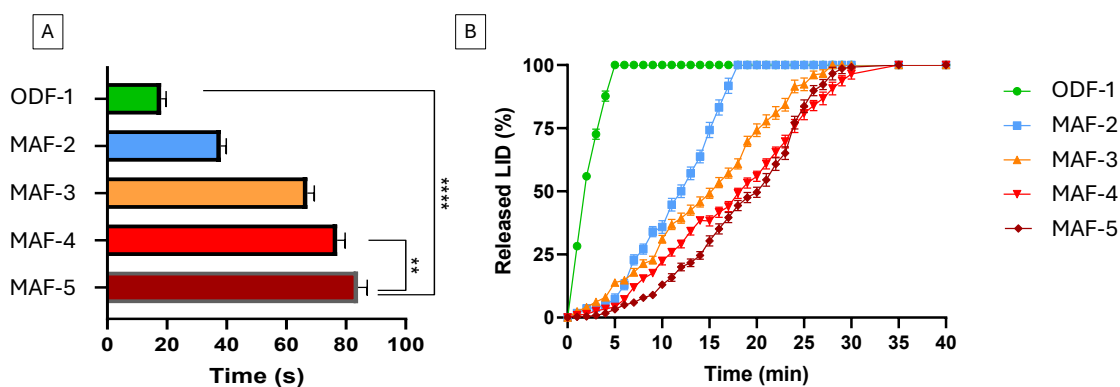 A
B
ODF-1
MAF-2
MAF-3
MAF-4
MAF-5
****
**
0 20 40 60 80 100
Time (s)
Released LID (%)
100
75
50
25
0
0 5 10 15 20 25 30 35 40
Time (min)
ODF-1
MAF-2
MAF-3
MAF-4
MAF-5